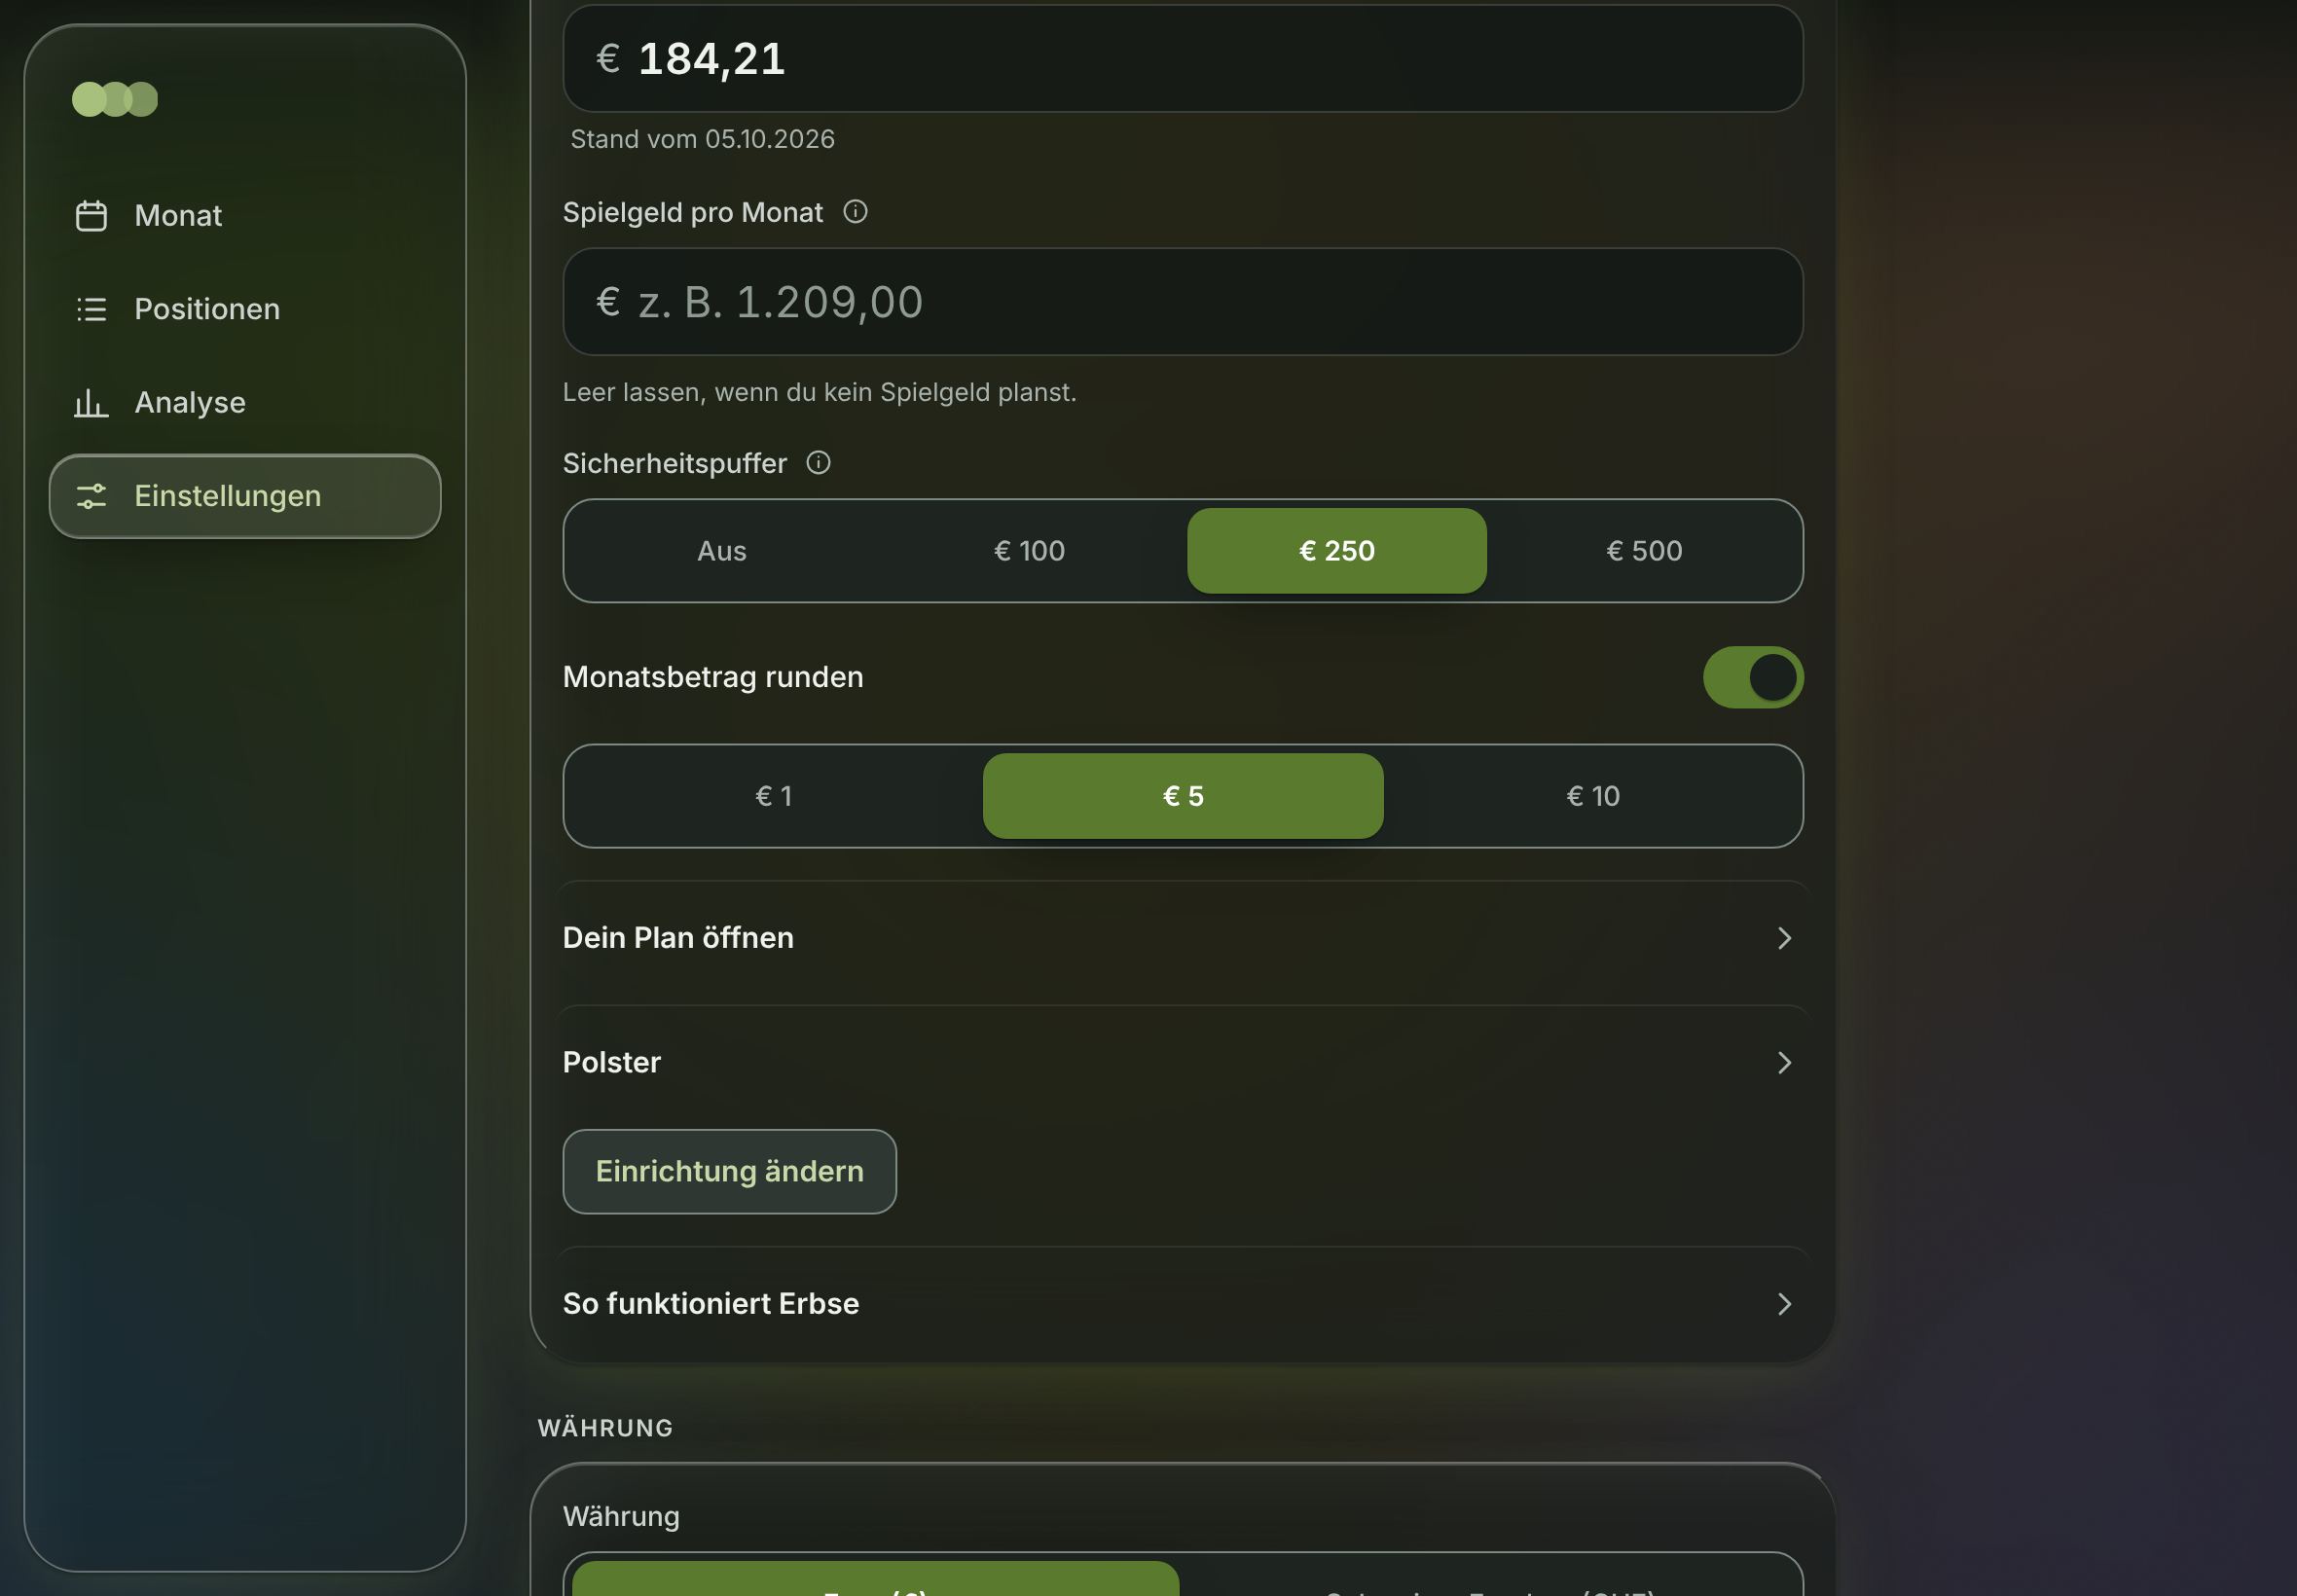 € 184,21
Stand vom 05.10.2026
Monat
Positionen
Analyse
Einstellungen
Spielgeld pro Monat
€ z. B. 1.209,00
Leer lassen, wenn du kein Spielgeld planst.
Sicherheitspuffer
Aus € 100 € 250 € 500
Monatsbetrag runden
€ 1 € 5 € 10
Dein Plan öffnen
Polster
Einrichtung ändern
So funktioniert Erbse
WÄHRUNG
Währung